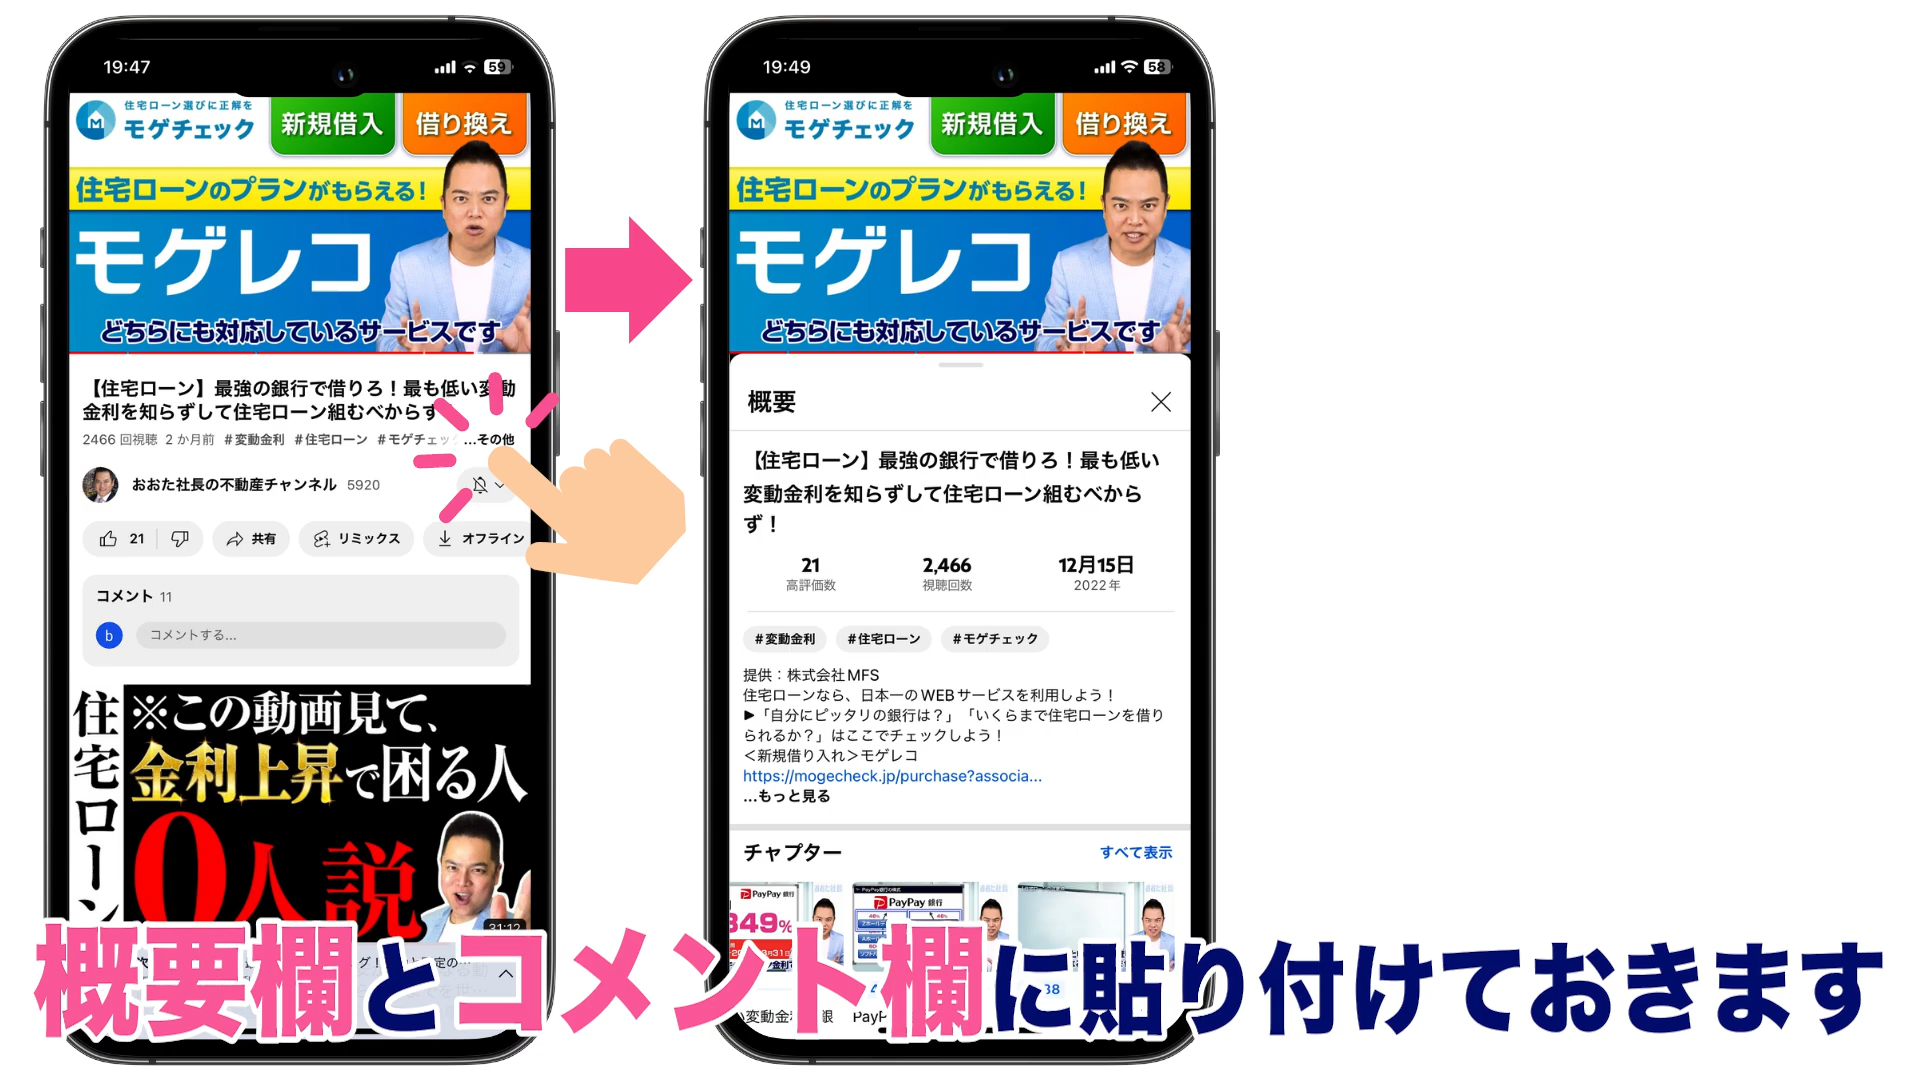 19:47
59
住宅ローン選びに正解を
モゲチェック
新規借入
借り換え
住宅ローンのプランがもらえる！
モゲレコ
どちらにも対応しているサービスです
【住宅ローン】最強の銀行で借りろ！最も低い変動
金利を知らずして住宅ローン組むべからず
2466 回視聴 2 か月前 #変動金利 #住宅ローン #モゲチェッ ...その他
おおた社長の不動産チャンネル 5920
21
共有
リミックス
オフライン
コメント 11
b
コメントする...
住宅ローン
※この動画見て、
金利上昇で困る人
0人説
31:12
19:49
58
住宅ローン選びに正解を
モゲチェック
新規借入
借り換え
住宅ローンのプランがもらえる！
モゲレコ
どちらにも対応しているサービスです
概要
【住宅ローン】最強の銀行で借りろ！最も低い
変動金利を知らずして住宅ローン組むべから
ず！
21
高評価数
2,466
視聴回数
12月15日
2022 年
#変動金利
#住宅ローン
#モゲチェック
提供：株式会社MFS
住宅ローンなら、日本一のWEBサービスを利用しよう！
▶「自分にピッタリの銀行は？」「いくらまで住宅ローンを借り
られるか？」はここでチェックしよう！
＜新規借り入れ＞モゲレコ
https://mogecheck.jp/purchase?associa...
...もっと見る
チャプター
すべて表示
PayPay 銀行
349%
PayPay 銀行
変動金
銀
PayP
概要欄とコメント欄に貼り付けておきます